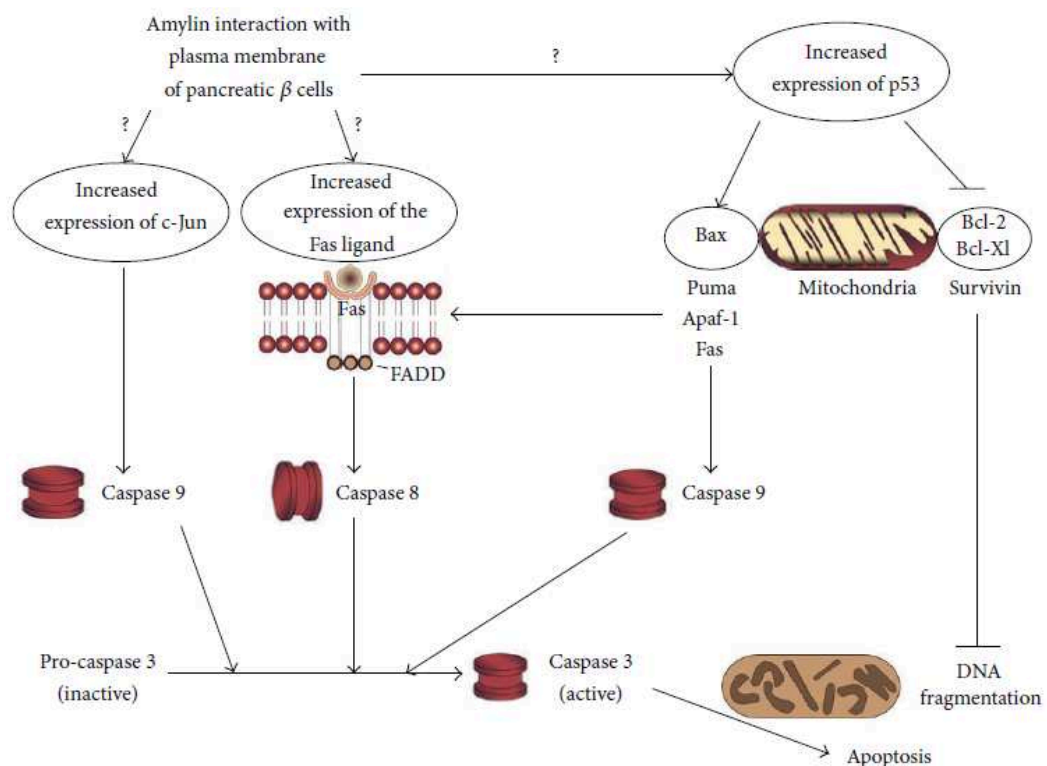 Amylin interaction with
plasma membrane
of pancreatic β cells
?
?
?
Increased
expression of p53
Increased
expression of c-Jun
Increased
expression of the
Fas ligand
Fas
FADD
Bax
Puma
Apaf-1
Fas
Mitochondria
Bcl-2
Bcl-Xl
Survivin
Caspase 9
Caspase 8
Caspase 9
Pro-caspase 3
(inactive)
Caspase 3
(active)
DNA
fragmentation
Apoptosis